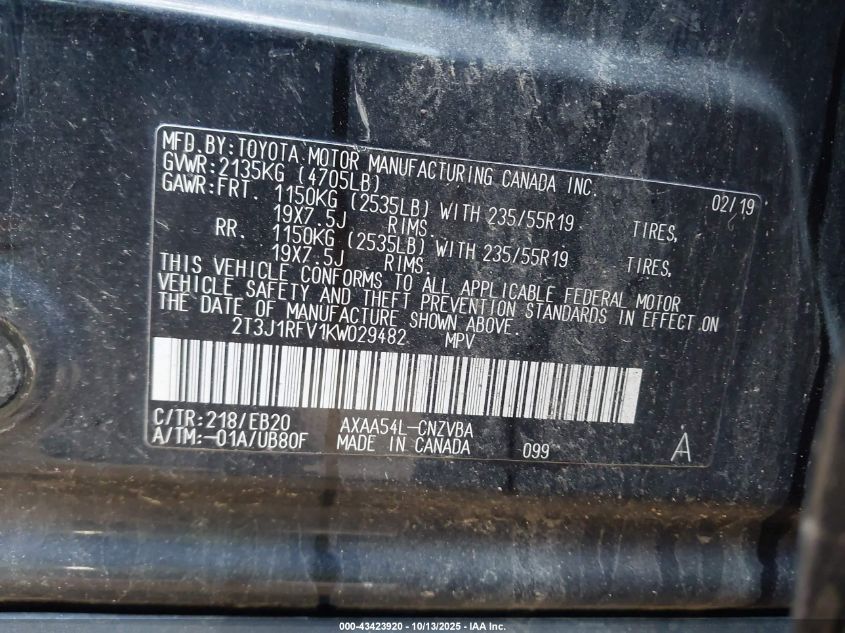 MFD.BY:TOYOTA MOTOR MANUFACTURING CANADA INC. 02/19
GVWR:2135KG (4705LB)
GAWR:FRT. 1150KG (2535LB) WITH 235/55R19 TIRES,
19X7.5J RIMS.
RR. 1150KG (2535LB) WITH 235/55R19 TIRES,
19X7.5J RIMS.
THIS VEHICLE CONFORMS TO ALL APPLICABLE FEDERAL MOTOR
VEHICLE SAFETY AND THEFT PREVENTION STANDARDS IN EFFECT ON
THE DATE OF MANUFACTURE SHOWN ABOVE.
2T3J1RFV1KW029482 MPV
C/TR:218/EB20 AXAA54L-CNZVBA
A/TM:-01A/UB80F MADE IN CANADA 099 A
000-43423920 - 10/13/2025 - IAA Inc.